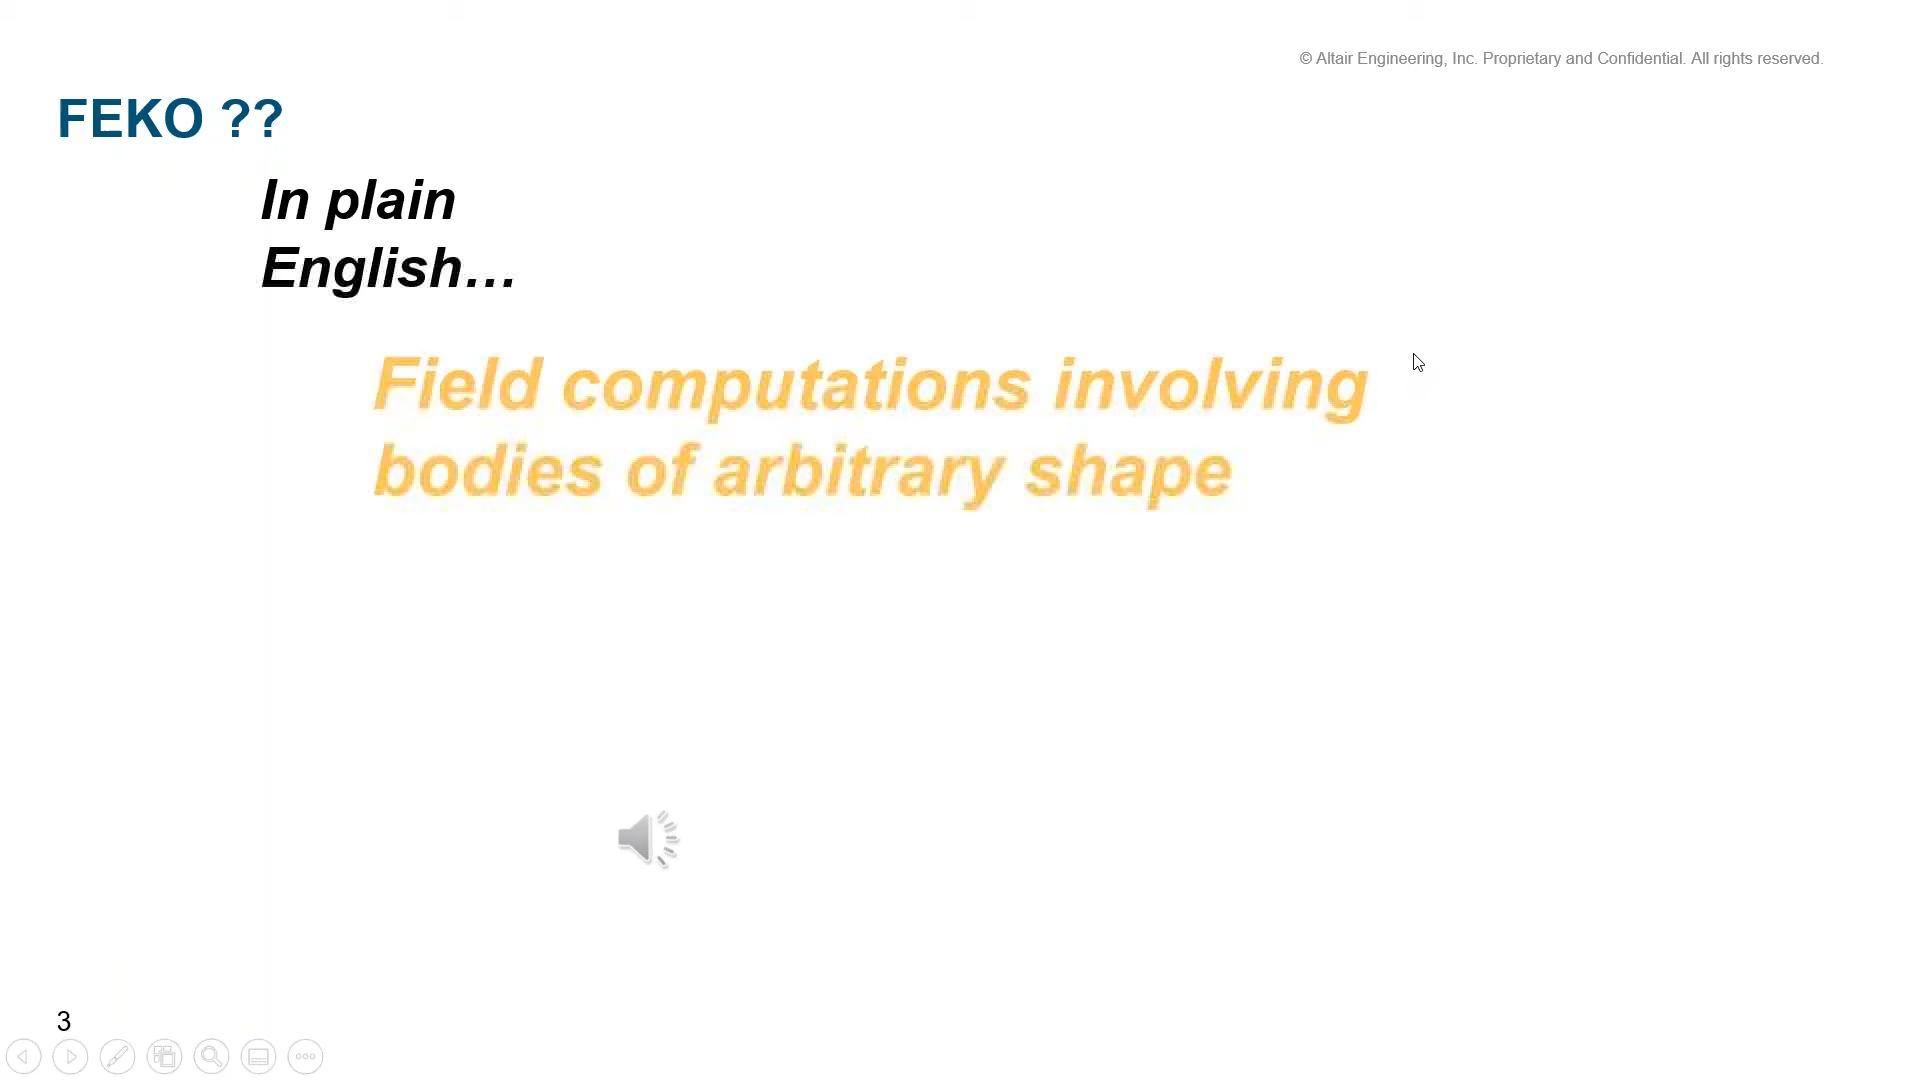 © Altair Engineering, Inc. Proprietary and Confidential. All rights reserved.
FEKO ??
In plain
English…
Field computations involving
bodies of arbitrary shape
3